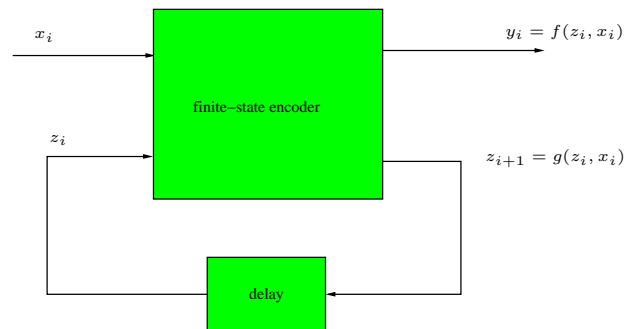 x_i
y_i = f(z_i, x_i)
finite−state encoder
z_i
z_{i+1} = g(z_i, x_i)
delay